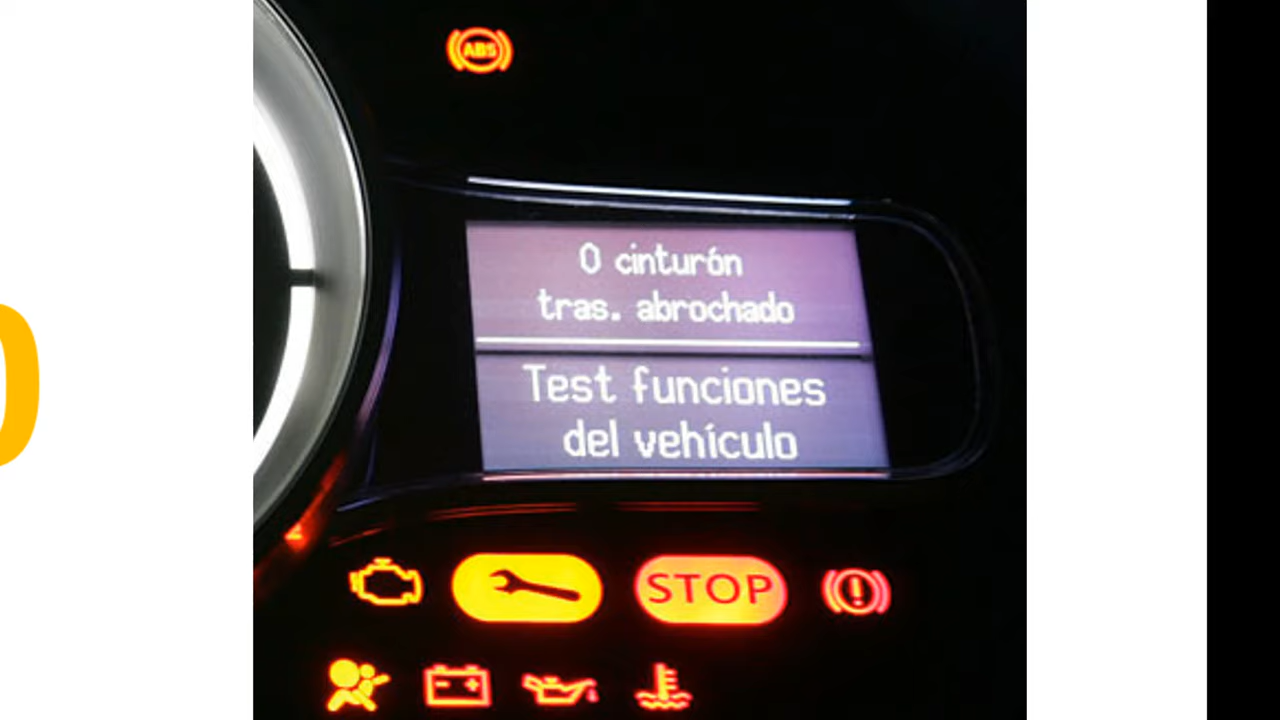 ABS
0 cinturón
tras. abrochado
Test funciones
del vehículo
STOP